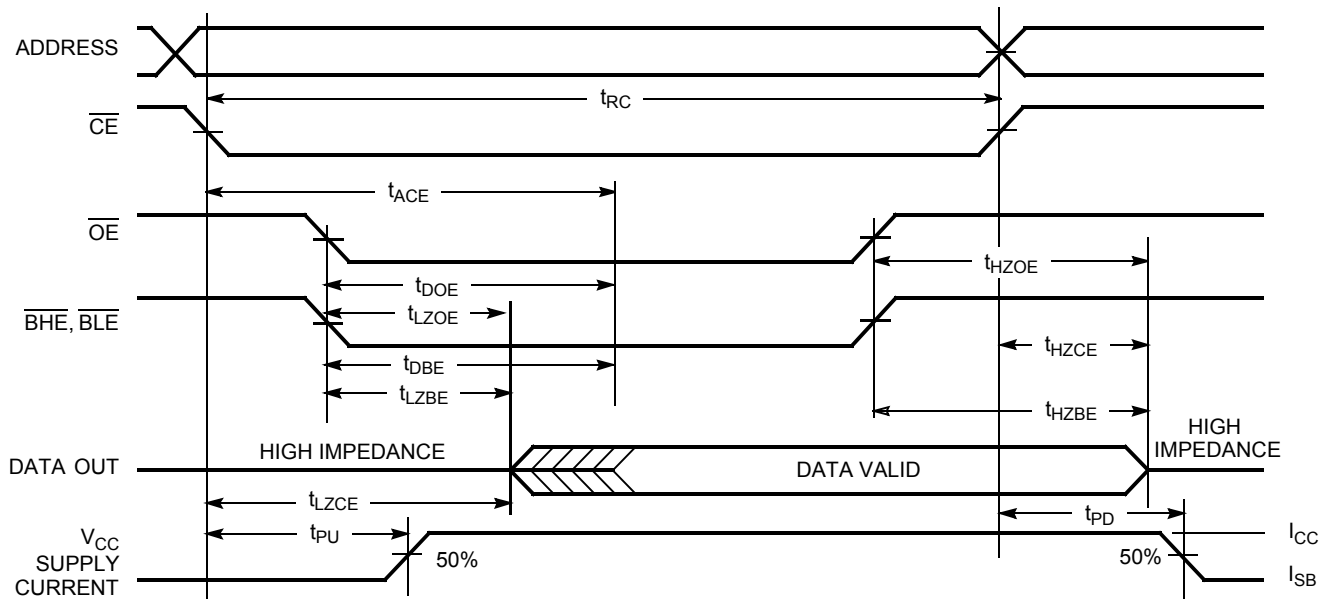 ADDRESS
tRC
CE
tACE
OE
tHZOE
tDOE
BHE, BLE
tLZOE
tHZCE
tDBE
tLZBE
tHZBE
HIGH IMPEDANCE
HIGH
IMPEDANCE
DATA OUT
DATA VALID
tLZCE
tPD
tPU
VCC
SUPPLY
CURRENT
50%
50%
ICC
ISB